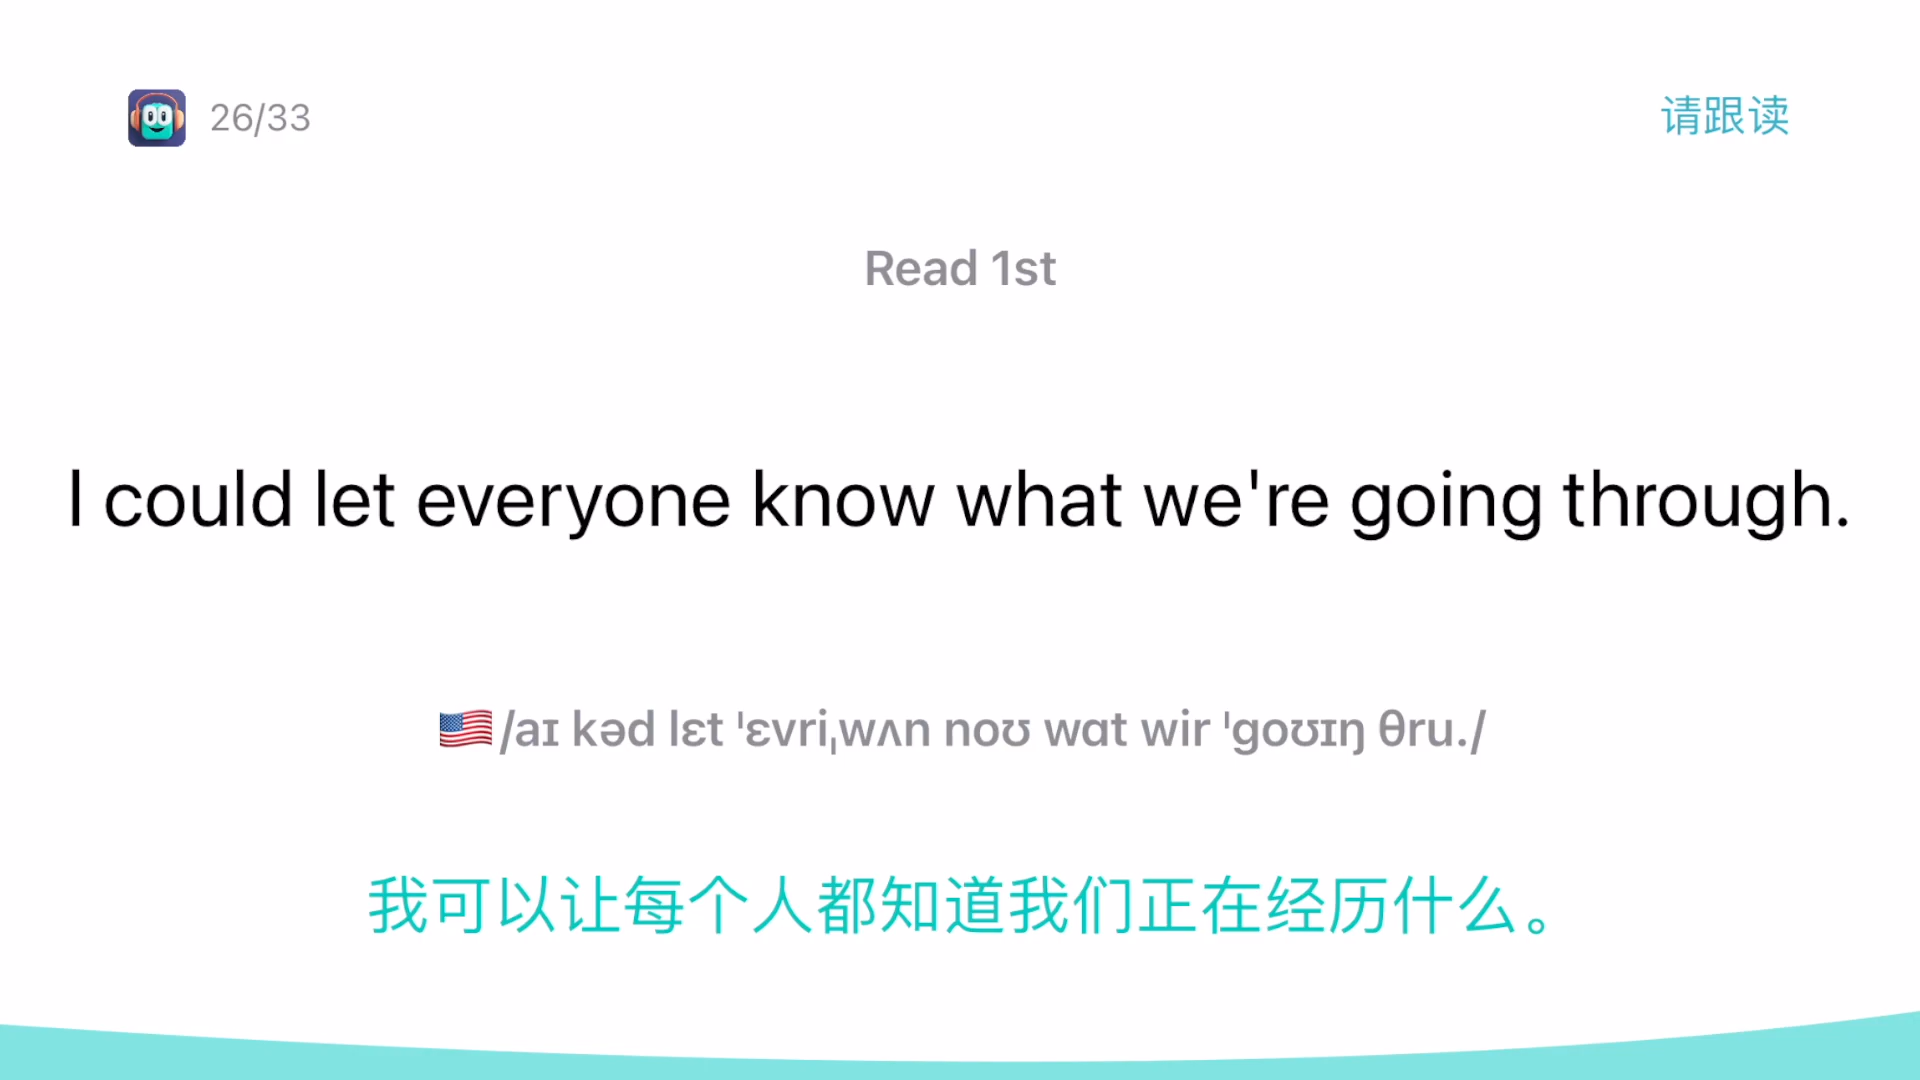 26/33
请跟读
Read 1st
I could let everyone know what we're going through.
/aɪ kəd lɛt ˈɛvriˌwʌn noʊ wɑt wir ˈgoʊɪŋ θru./
我可以让每个人都知道我们正在经历什么。